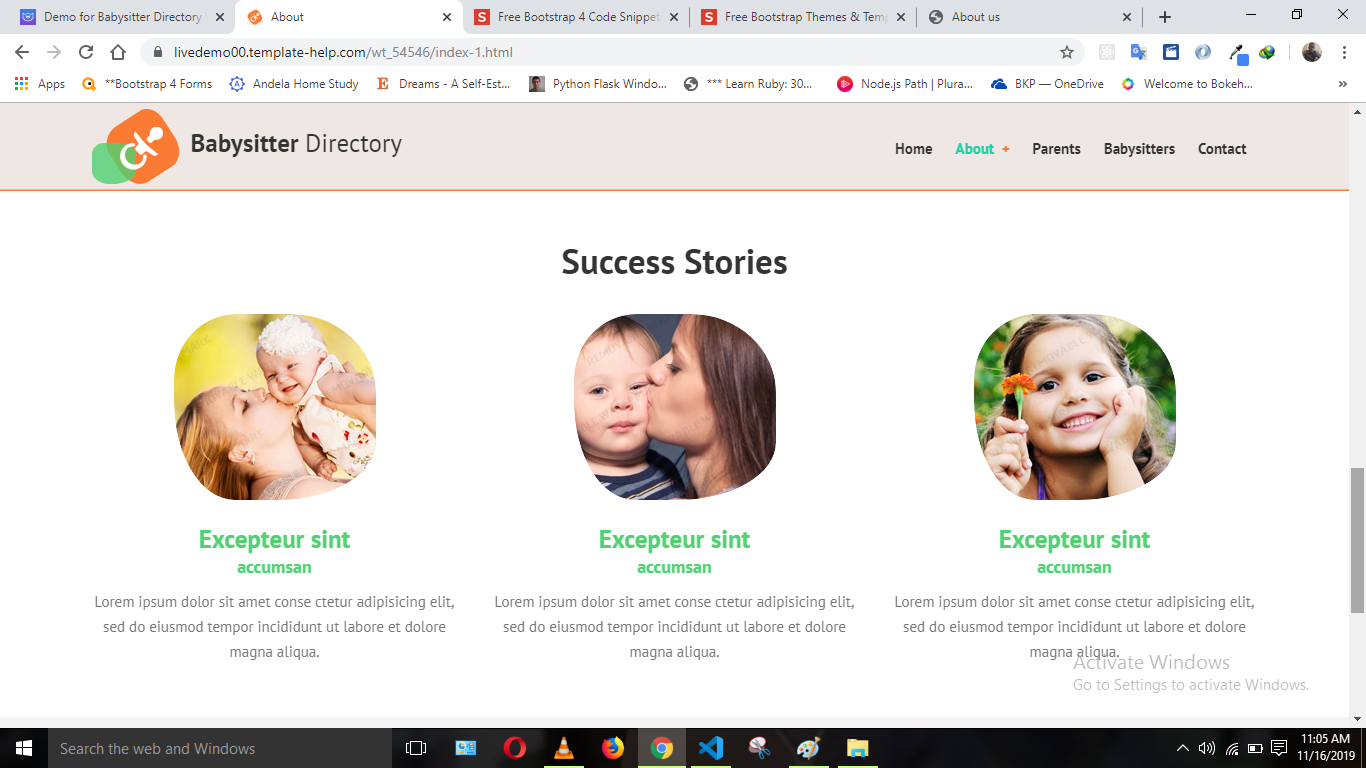 Demo for Babysitter Directory
About
Free Bootstrap 4 Code Snippet
Free Bootstrap Themes & Temp
About us
livedemo00.template-help.com/wt_54546/index-1.html
Apps
**Bootstrap 4 Forms
Andela Home Study
Dreams - A Self-Est...
Python Flask Windo...
*** Learn Ruby: 30...
Node.js Path | Plura...
BKP — OneDrive
Welcome to Bokeh...
Babysitter Directory
Home
About +
Parents
Babysitters
Contact
Success Stories
Excepteur sint
accumsan
Lorem ipsum dolor sit amet conse ctetur adipisicing elit,
sed do eiusmod tempor incididunt ut labore et dolore
magna aliqua.
Excepteur sint
accumsan
Lorem ipsum dolor sit amet conse ctetur adipisicing elit,
sed do eiusmod tempor incididunt ut labore et dolore
magna aliqua.
Excepteur sint
accumsan
Lorem ipsum dolor sit amet conse ctetur adipisicing elit,
sed do eiusmod tempor incididunt ut labore et dolore
magna aliqua.
Activate Windows
Go to Settings to activate Windows.
Search the web and Windows
11:05 AM
11/16/2019